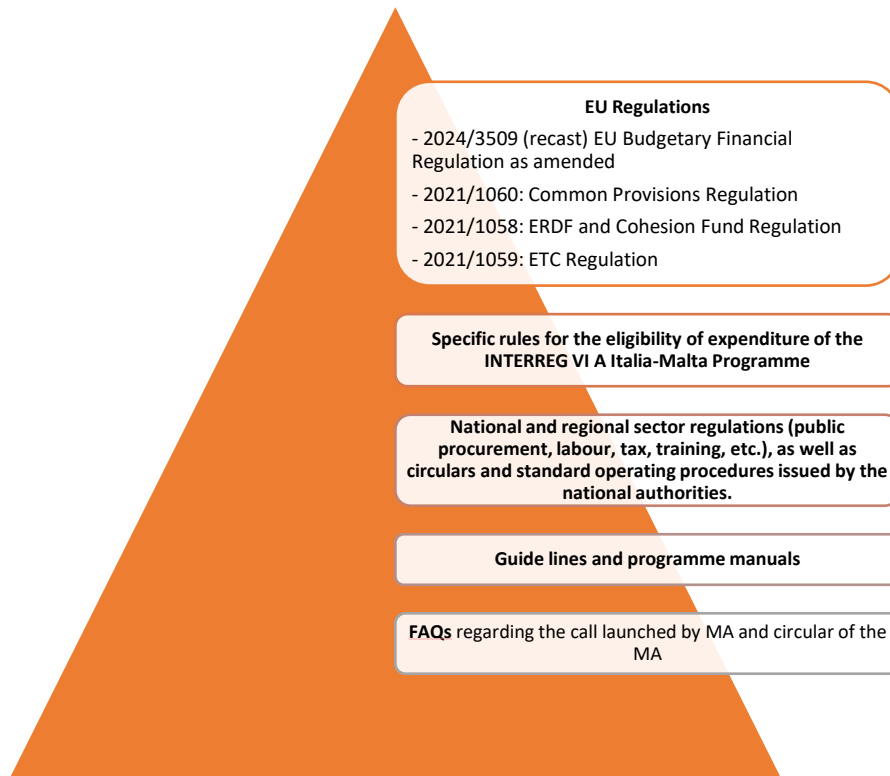 EU Regulations
- 2024/3509 (recast) EU Budgetary Financial
Regulation as amended
- 2021/1060: Common Provisions Regulation
- 2021/1058: ERDF and Cohesion Fund Regulation
- 2021/1059: ETC Regulation
Specific rules for the eligibility of expenditure of the
INTERREG VI A Italia-Malta Programme
National and regional sector regulations (public
procurement, labour, tax, training, etc.), as well as
circulars and standard operating procedures issued by the
national authorities.
Guide lines and programme manuals
FAQs regarding the call launched by MA and circular of the
MA